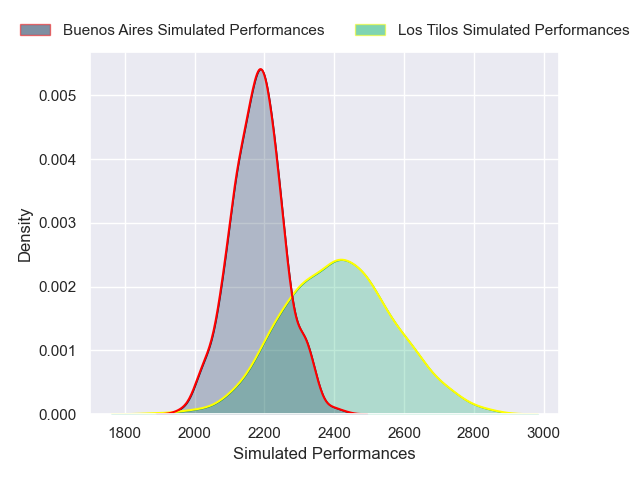 Buenos Aires Simulated Performances
Los Tilos Simulated Performances
0.005
0.004
0.003
0.002
0.001
0.000
Density
1800 2000 2200 2400 2600 2800 3000
Simulated Performances